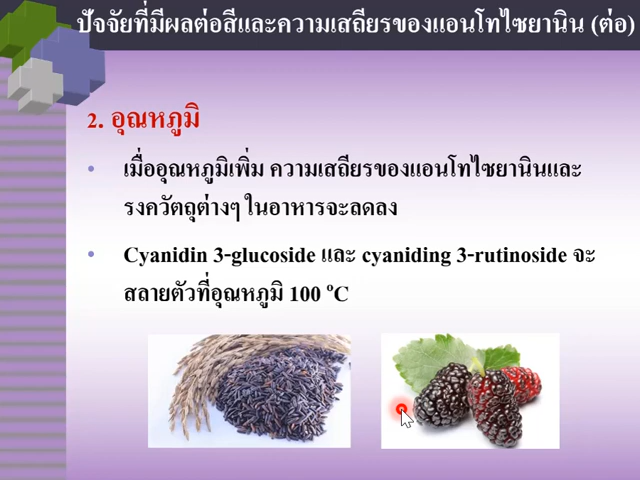 ปัจจัยที่มีผลต่อสีและความเสถียรของแอนโทไซยานิน (ต่อ)
2. อุณหภูมิ
• เมื่ออุณหภูมิเพิ่ม ความเสถียรของแอนโทไซยานินและ
รงควัตถุต่างๆ ในอาหารจะลดลง
• Cyanidin 3-glucoside และ cyaniding 3-rutinoside จะ
สลายตัวที่อุณหภูมิ 100 ºC